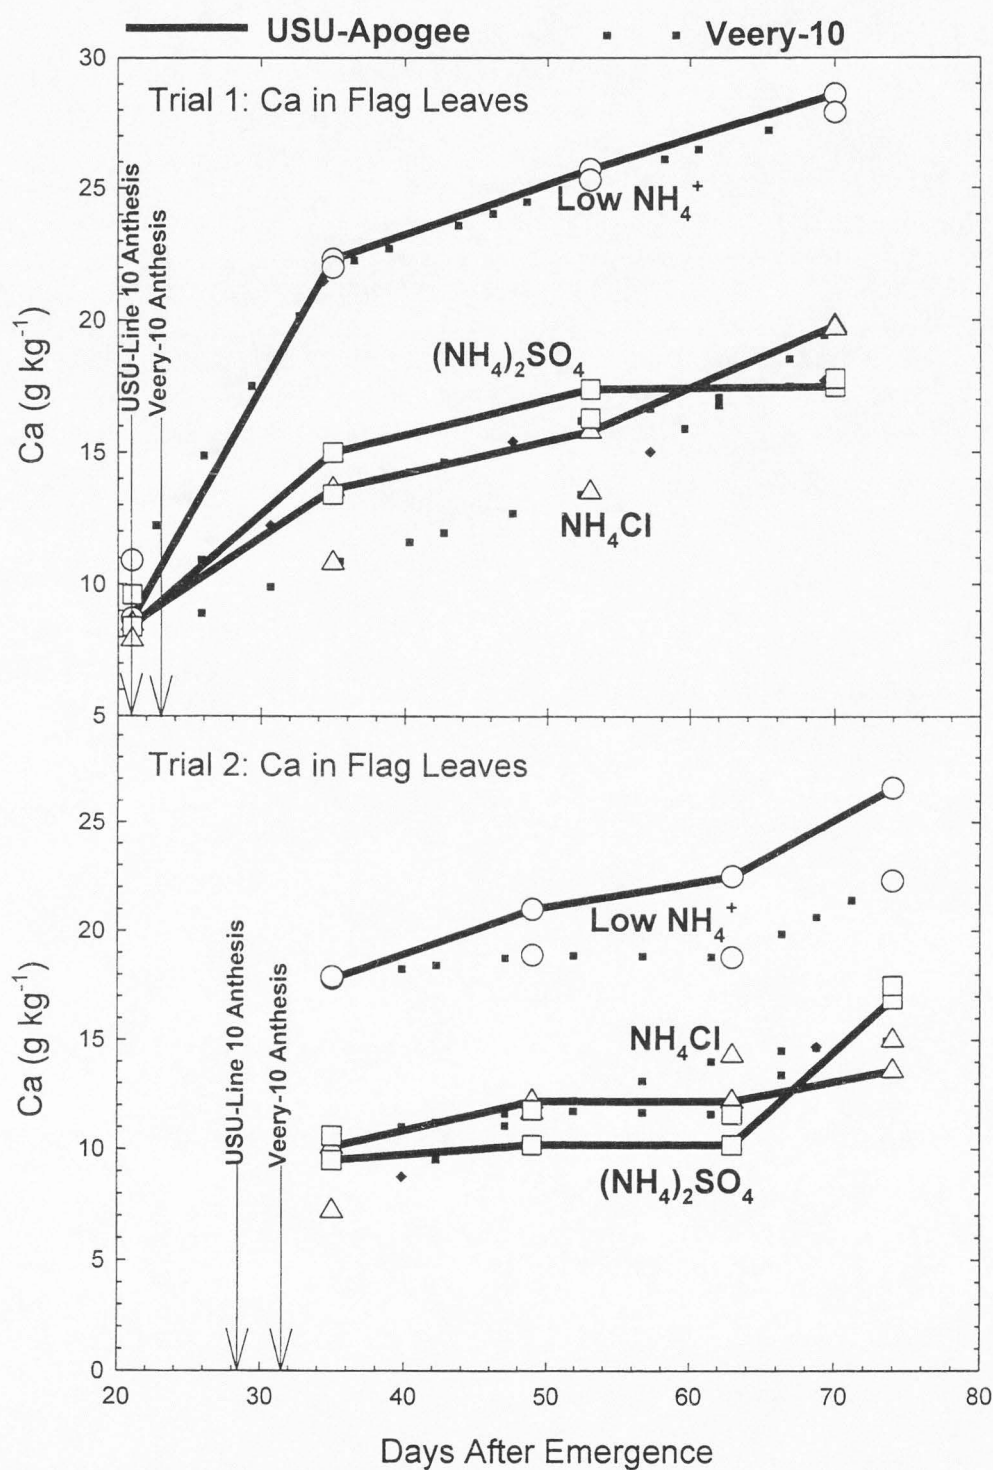 USU-Apogee Veery-10
Trial 1: Ca in Flag Leaves
30
25
20
15
10
5
Ca (g kg⁻¹)
USU-Line 10 Anthesis
Veery-10 Anthesis
Low NH₄⁺
(NH₄)₂SO₄
NH₄Cl
Trial 2: Ca in Flag Leaves
25
20
15
10
5
0
Ca (g kg⁻¹)
USU-Line 10 Anthesis
Veery-10 Anthesis
Low NH₄⁺
NH₄Cl
(NH₄)₂SO₄
20 30 40 50 60 70 80
Days After Emergence